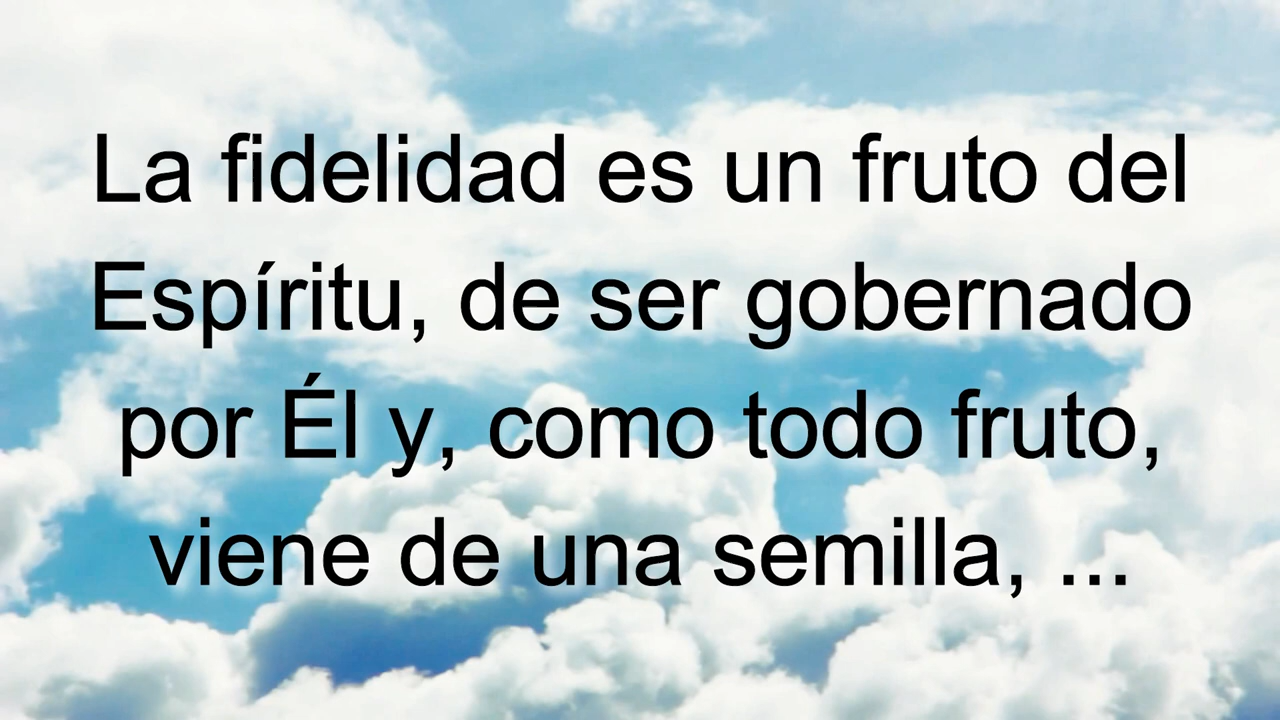 La fidelidad es un fruto del
Espíritu, de ser gobernado
por Él y, como todo fruto,
viene de una semilla, ...